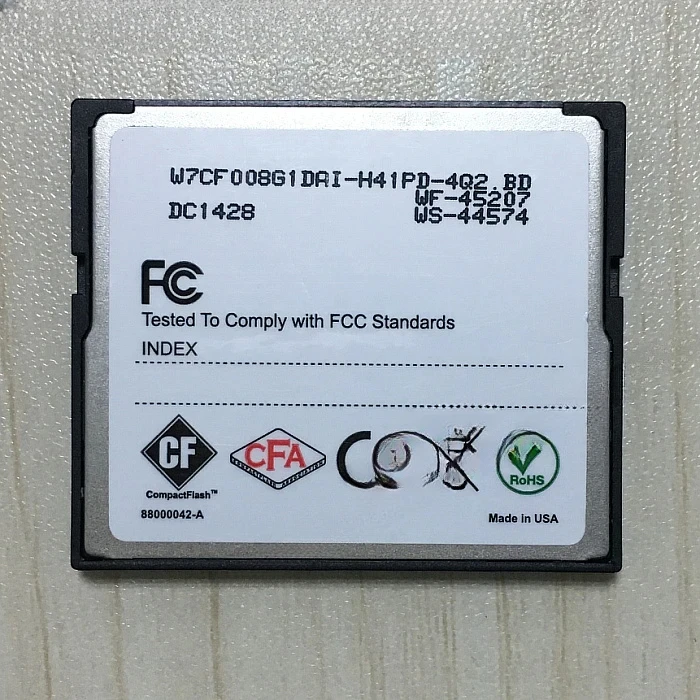 W7CF008G1DAI-H41PD-4Q2.BD
WF-45207
DC1428
WS-44574
FC
Tested To Comply with FCC Standards
INDEX
CF
CFA
RoHS
CompactFlash™
88000042-A
Made in USA